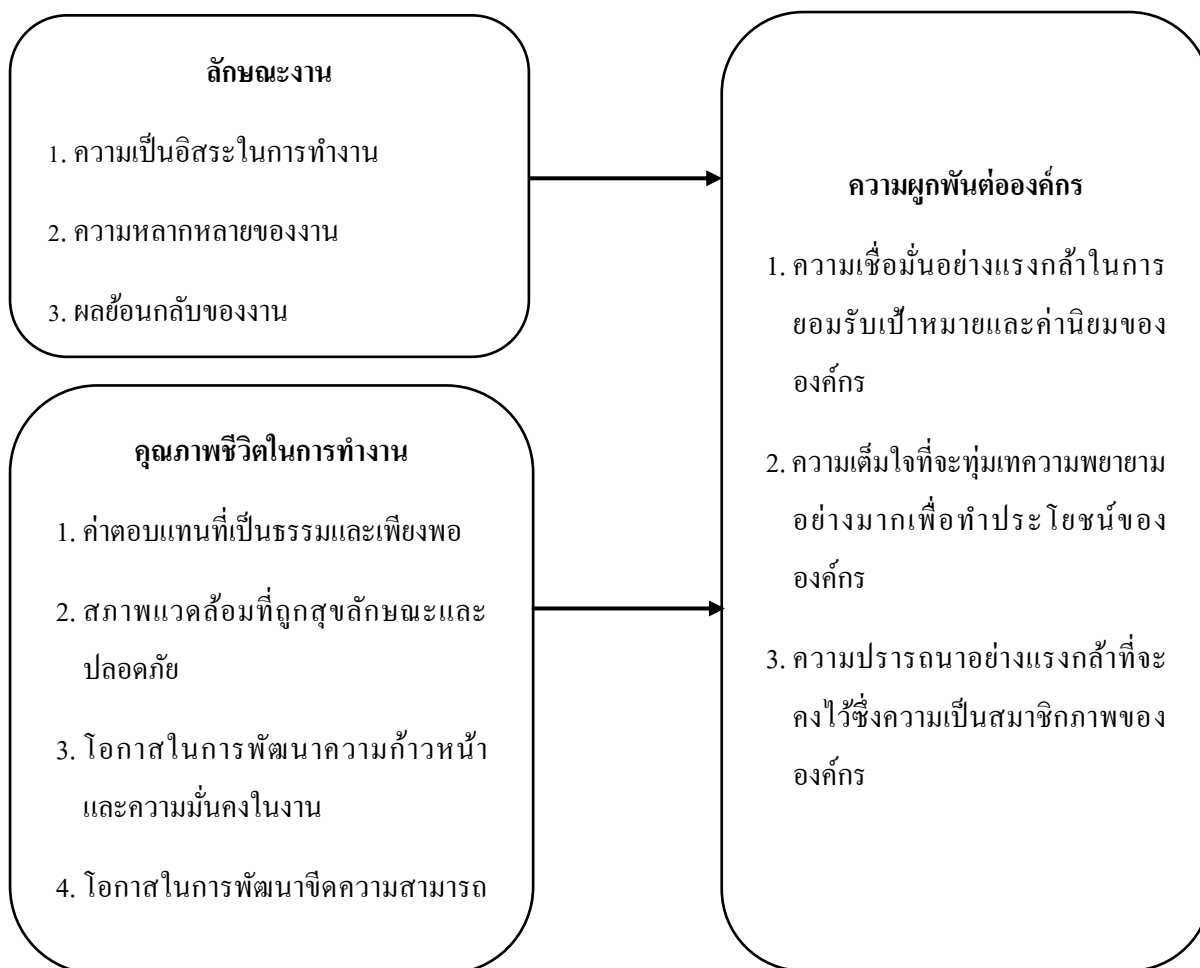 ลักษณะงาน
1. ความเป็นอิสระในการทำงาน
2. ความหลากหลายของงาน
3. ผลย้อนกลับของงาน
คุณภาพชีวิตในการทำงาน
1. ค่าตอบแทนที่เป็นธรรมและเพียงพอ
2. สภาพแวดล้อมที่ถูกสุขลักษณะและ
ปลอดภัย
3. โอกาสในการพัฒนาความก้าวหน้า
และความมั่นคงในงาน
4. โอกาสในการพัฒนาขีดความสามารถ
ความผูกพันต่อองค์กร
1. ความเชื่อมั่นอย่างแรงกล้าในการ
ยอมรับเป้าหมายและค่านิยมของ
องค์กร
2. ความเต็มใจที่จะทุ่มเทความพยายาม
อย่างมากเพื่อทำประโยชน์ของ
องค์กร
3. ความปรารถนาอย่างแรงกล้าที่จะ
คงไว้ซึ่งความเป็นสมาชิกภาพของ
องค์กร